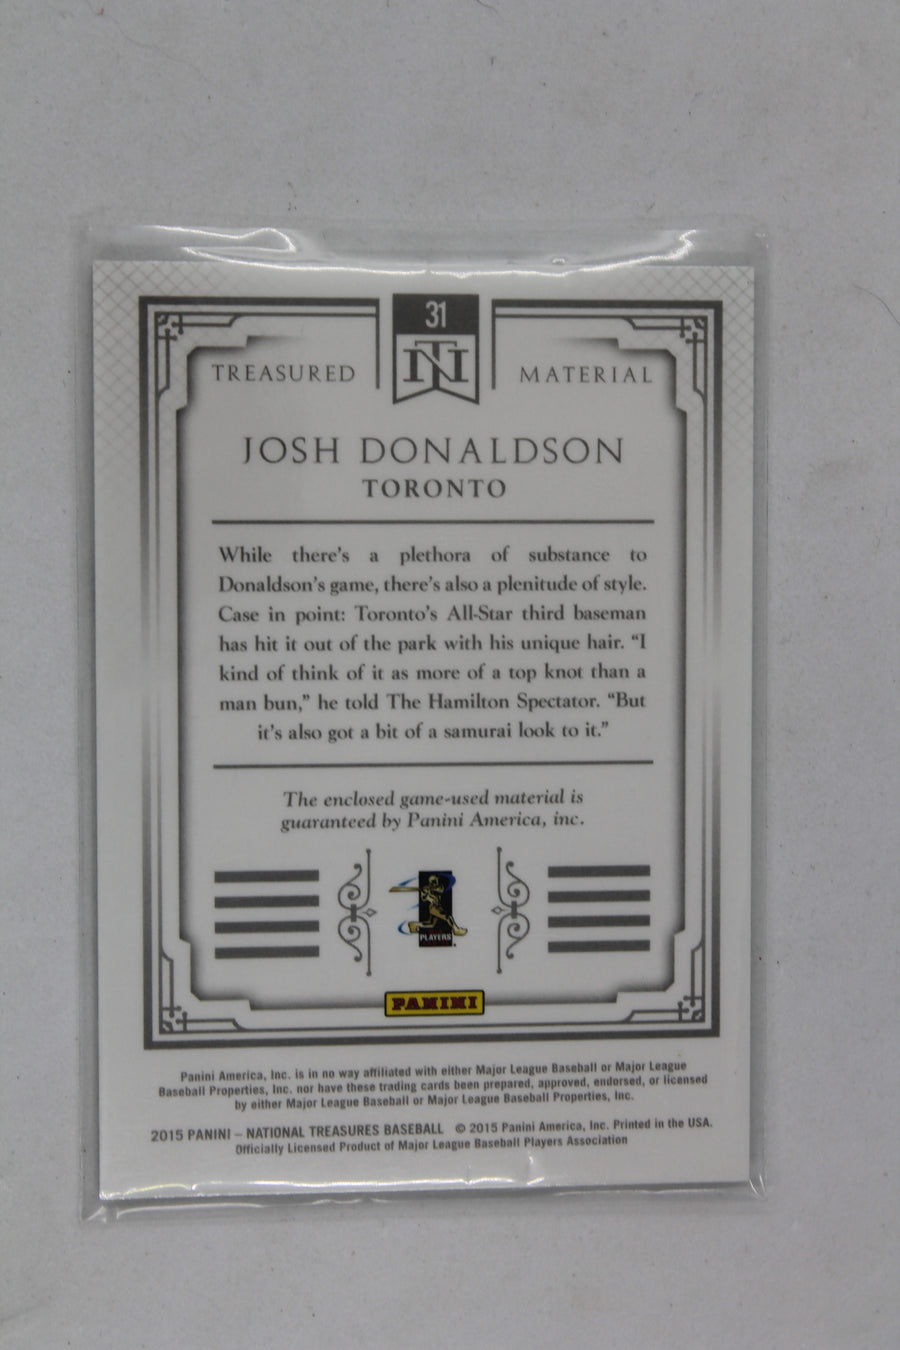 31
NT
TREASURED MATERIAL
JOSH DONALDSON
TORONTO
While there's a plethora of substance to
Donaldson's game, there's also a plenitude of style.
Case in point: Toronto's All-Star third baseman
has hit it out of the park with his unique hair. “I
kind of think of it as more of a top knot than a
man bun,” he told The Hamilton Spectator. “But
it's also got a bit of a samurai look to it.”
The enclosed game-used material is
guaranteed by Panini America, inc.
PLAYERS
PANINI
Panini America, Inc. is in no way affiliated with either Major League Baseball or Major League
Baseball Properties, Inc. nor have these trading cards been prepared, approved, endorsed, or licensed
by either Major League Baseball or Major League Baseball Properties, Inc.
2015 PANINI – NATIONAL TREASURES BASEBALL © 2015 Panini America, Inc. Printed in the USA.
Officially Licensed Product of Major League Baseball Players Association